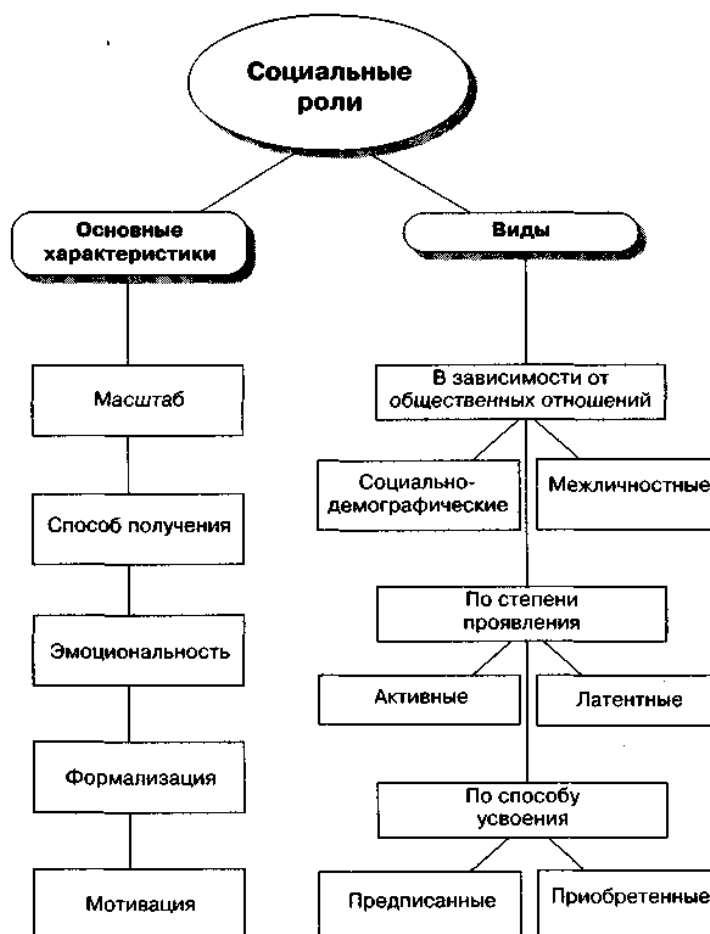 Социальные
роли
Основные
характеристики
Виды
Масштаб
Способ получения
Эмоциональность
Формализация
Мотивация
В зависимости от
общественных отношений
Социально-
демографические
Межличностные
По степени
проявления
Активные
Латентные
По способу
усвоения
Предписанные
Приобретенные